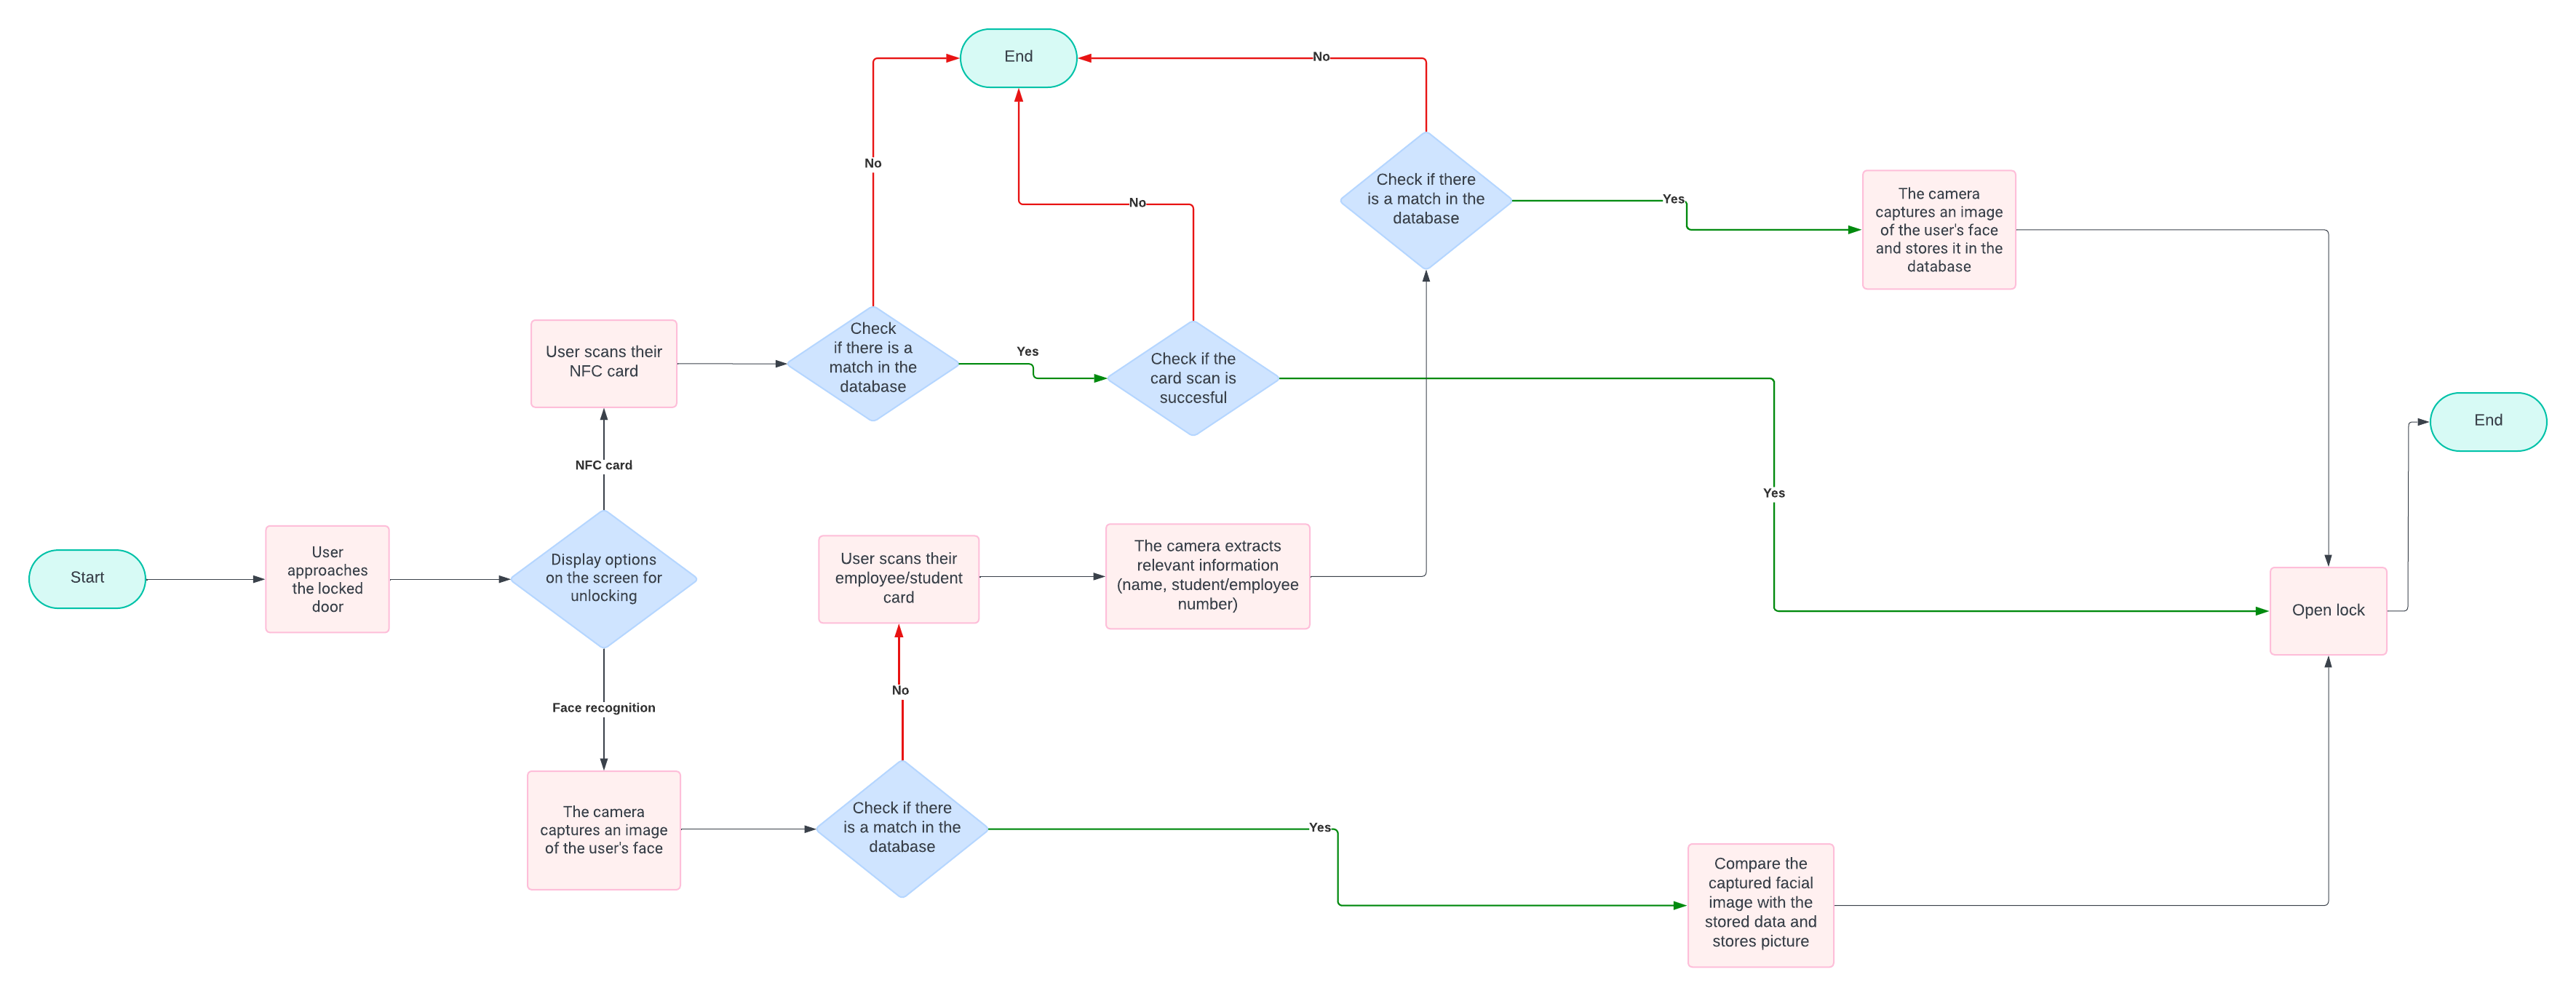 End
No
No
Check if there
is a match in the
database
Yes
The camera
captures an image
of the user's face
and stores it in the
database
No
User scans their
NFC card
Check
if there is a
match in the
database
Yes
Check if the
card scan is
succesful
End
NFC card
Yes
Start
User
approaches
the locked
door
Display options
on the screen for
unlocking
User scans their
employee/student
card
The camera extracts
relevant information
(name, student/employee
number)
Open lock
No
Face recognition
The camera
captures an image
of the user's face
Check if there
is a match in the
database
Yes
Compare the
captured facial
image with the
stored data and
stores picture
No